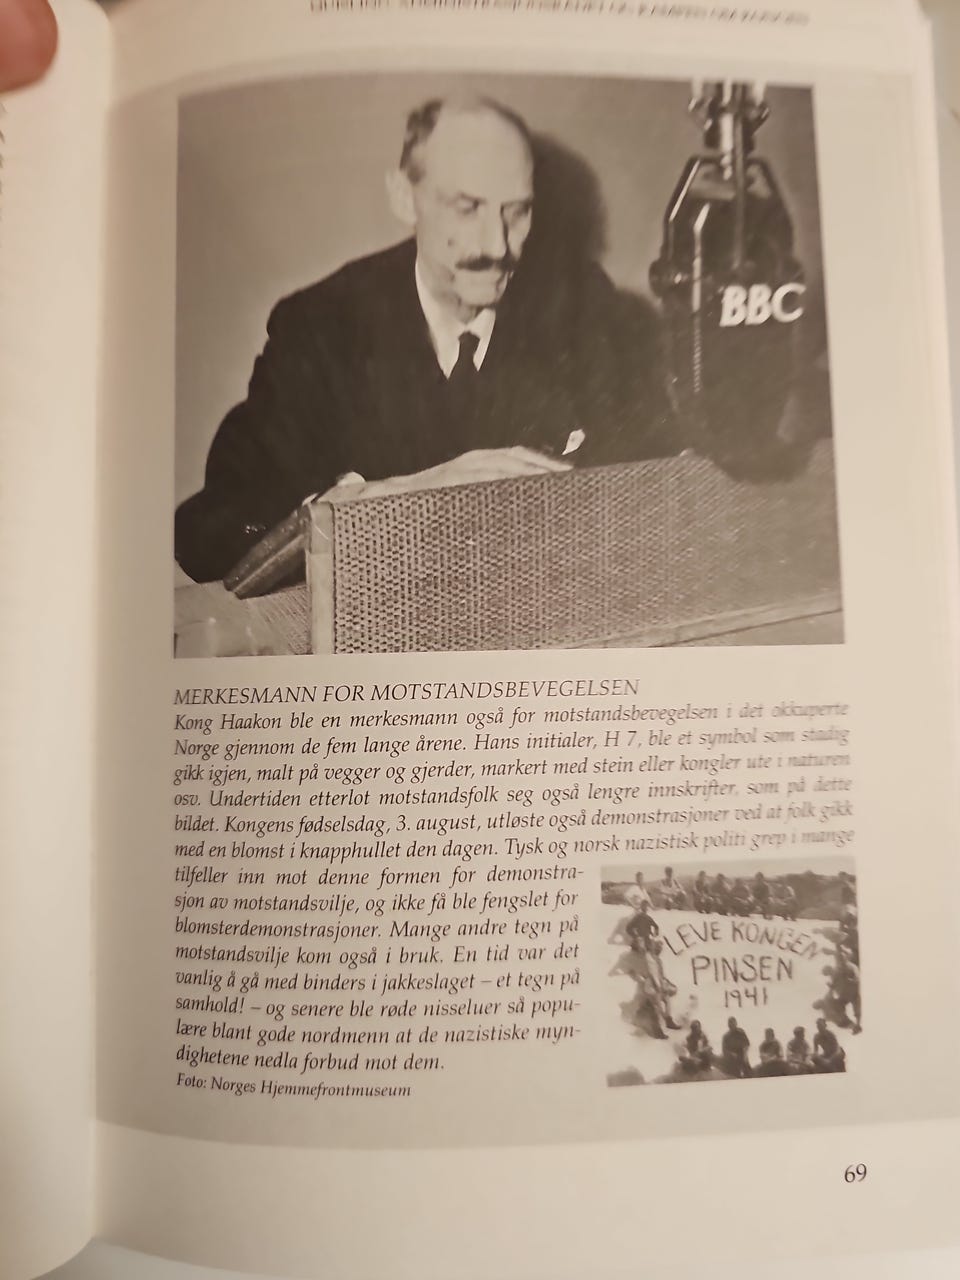 BBC
MERKESMANN FOR MOTSTANDSBEVEGELSEN
Kong Haakon ble en merkesmann også for motstandsbevegelsen i det okkuperte
Norge gjennom de fem lange årene. Hans initialer, H 7, ble et symbol som stadig
gikk igjen, malt på vegger og gjerder, markert med stein eller kongler ute i naturen
osv. Undertiden etterlot motstandsfolk seg også lengre innskrifter, som på dette
bildet. Kongens fødselsdag, 3. august, utløste også demonstrasjoner ved at folk gikk
med en blomst i knapphullet den dagen. Tysk og norsk nazistisk politi grep i mange
tilfeller inn mot denne formen for demonstra-
sjon av motstandsvilje, og ikke få ble fengslet for
blomsterdemonstrasjoner. Mange andre tegn på
motstandsvilje kom også i bruk. En tid var det
vanlig å gå med binders i jakkeslaget – et tegn på
samhold! – og senere ble røde nisseluer så popu-
lære blant gode nordmenn at de nazistiske myn-
dighetene nedla forbud mot dem.
Foto: Norges Hjemmefrontmuseum
LEVE KONGEN
PINSEN
1941
69